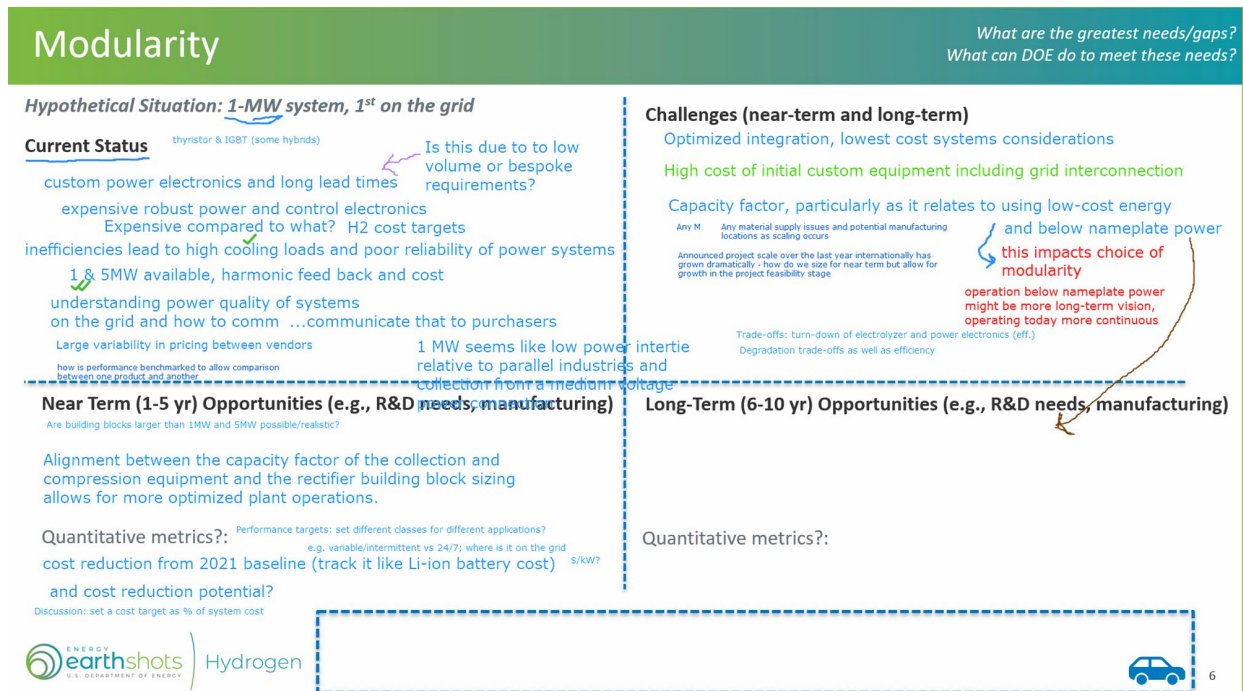 Modularity
What are the greatest needs/gaps?
What can DOE do to meet these needs?
Hypothetical Situation: 1-MW system, 1st on the grid
Current Status
thyristor & IGBT (some hybrids)
Is this due to to low
volume or bespoke
requirements?
custom power electronics and long lead times
expensive robust power and control electronics
Expensive compared to what? H2 cost targets
inefficiencies lead to high cooling loads and poor reliability of power systems
1 & 5MW available, harmonic feed back and cost
understanding power quality of systems
on the grid and how to comm ...communicate that to purchasers
Large variability in pricing between vendors
how is performance benchmarked to allow comparison
between one product and another
1 MW seems like low power intertie
relative to parallel industries and
collection from a medium voltage
power connection
Challenges (near-term and long-term)
Optimized integration, lowest cost systems considerations
High cost of initial custom equipment including grid interconnection
Capacity factor, particularly as it relates to using low-cost energy
and below nameplate power
Any M
Any material supply issues and potential manufacturing
locations as scaling occurs
this impacts choice of
modularity
Announced project scale over the last year internationally has
grown dramatically - how do we size for near term but allow for
growth in the project feasibility stage
operation below nameplate power
might be more long-term vision,
operating today more continuous
Trade-offs: turn-down of electrolyzer and power electronics (eff.)
Degradation trade-offs as well as efficiency
Near Term (1-5 yr) Opportunities (e.g., R&D needs, manufacturing)
Are building blocks larger than 1MW and 5MW possible/realistic?
Alignment between the capacity factor of the collection and
compression equipment and the rectifier building block sizing
allows for more optimized plant operations.
Quantitative metrics?:
Performance targets: set different classes for different applications?
e.g. variable/intermittent vs 24/7; where is it on the grid
cost reduction from 2021 baseline (track it like Li-ion battery cost)
$/kW?
and cost reduction potential?
Discussion: set a cost target as % of system cost
Long-Term (6-10 yr) Opportunities (e.g., R&D needs, manufacturing)
Quantitative metrics?:
ENERGY
earthshots
U.S. DEPARTMENT OF ENERGY
Hydrogen
6